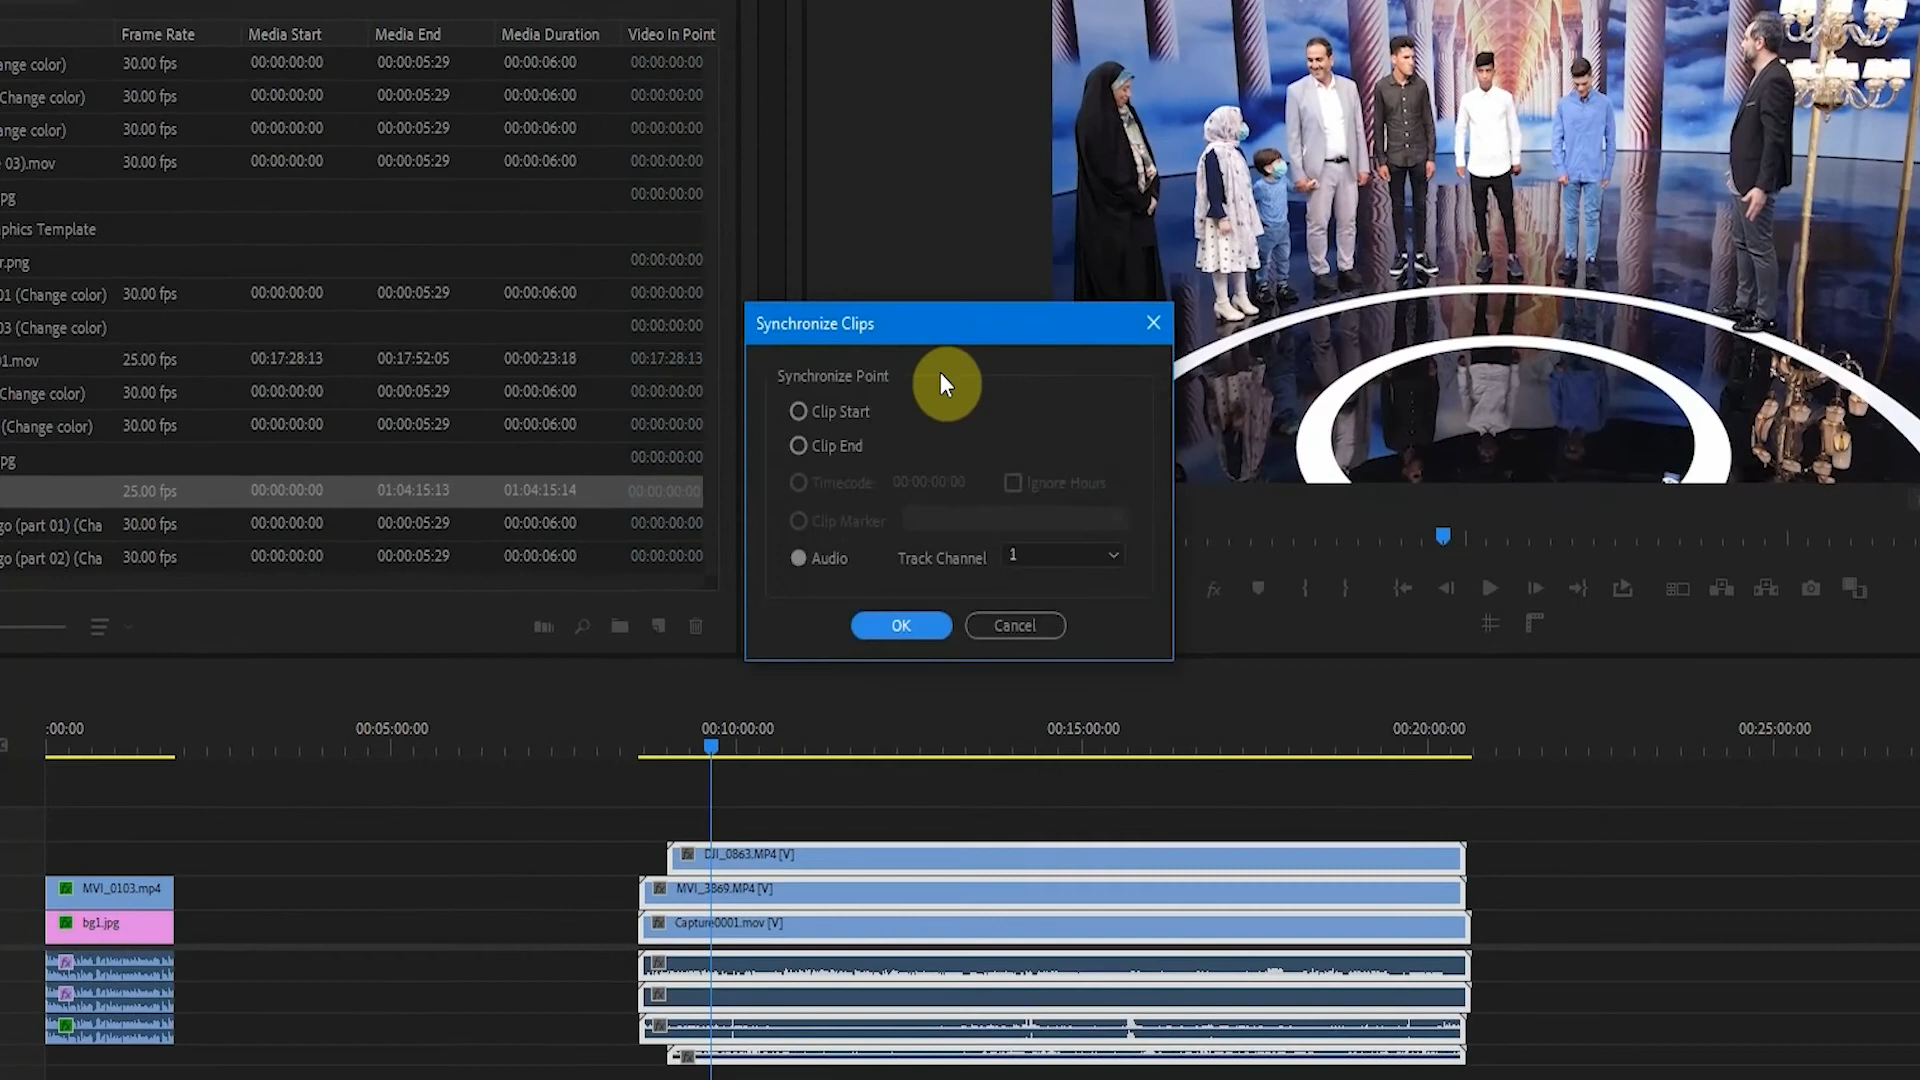 Frame Rate Media Start Media End Media Duration Video In Point
ange color) 30.00 fps 00:00:00:00 00:00:05:29 00:00:06:00 00:00:00:00
Change color) 30.00 fps 00:00:00:00 00:00:05:29 00:00:06:00 00:00:00:00
ange color) 30.00 fps 00:00:00:00 00:00:05:29 00:00:06:00 00:00:00:00
03).mov 30.00 fps 00:00:00:00 00:00:05:29 00:00:06:00 00:00:00:00
pg 00:00:00:00
phics Template
r.png 00:00:00:00
01 (Change color) 30.00 fps 00:00:00:00 00:00:05:29 00:00:06:00 00:00:00:00
03 (Change color) 00:00:00:00
1.mov 25.00 fps 00:17:28:13 00:17:52:05 00:00:23:18 00:17:28:13
Change color) 30.00 fps 00:00:00:00 00:00:05:29 00:00:06:00 00:00:00:00
(Change color) 30.00 fps 00:00:00:00 00:00:05:29 00:00:06:00 00:00:00:00
pg 00:00:00:00
25.00 fps 00:00:00:00 01:04:15:13 01:04:15:14 00:00:00:00
go (part 01) (Cha 30.00 fps 00:00:00:00 00:00:05:29 00:00:06:00 00:00:00:00
go (part 02) (Cha 30.00 fps 00:00:00:00 00:00:05:29 00:00:06:00 00:00:00:00
Synchronize Clips
Synchronize Point
Clip Start
Clip End
Timecode 00:00:00:00 Ignore Hours
Clip Marker
Audio Track Channel 1
OK Cancel
:00:00 00:05:00:00 00:10:00:00 00:15:00:00 00:20:00:00 00:25:00:00
fx DJI_0863.MP4 [V]
fx MVI_0103.mp4 fx MVI_3869.MP4 [V]
fx bg1.jpg fx Capture0001.mov [V]
fx fx
fx fx
fx fx
fx